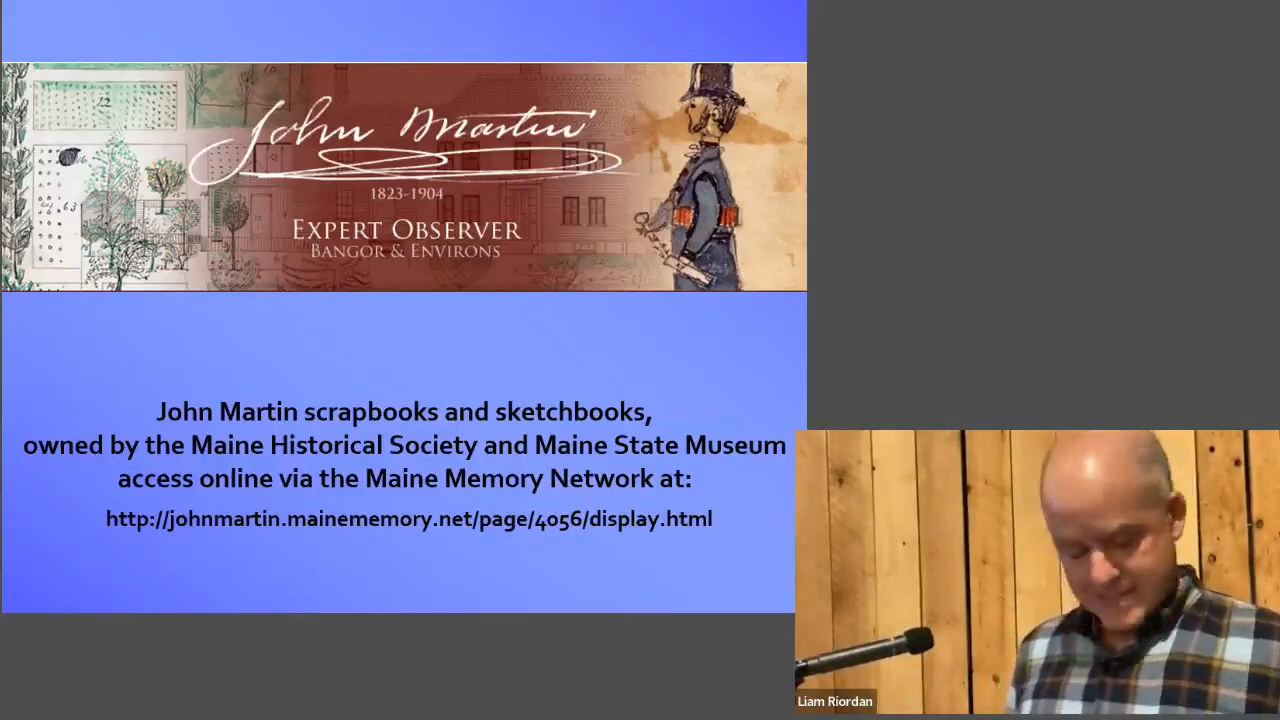 John Martin
1823-1904
EXPERT OBSERVER
BANGOR & ENVIRONS
John Martin scrapbooks and sketchbooks,
owned by the Maine Historical Society and Maine State Museum
access online via the Maine Memory Network at:
http://johnmartin.mainememory.net/page/4056/display.html
Liam Riordan